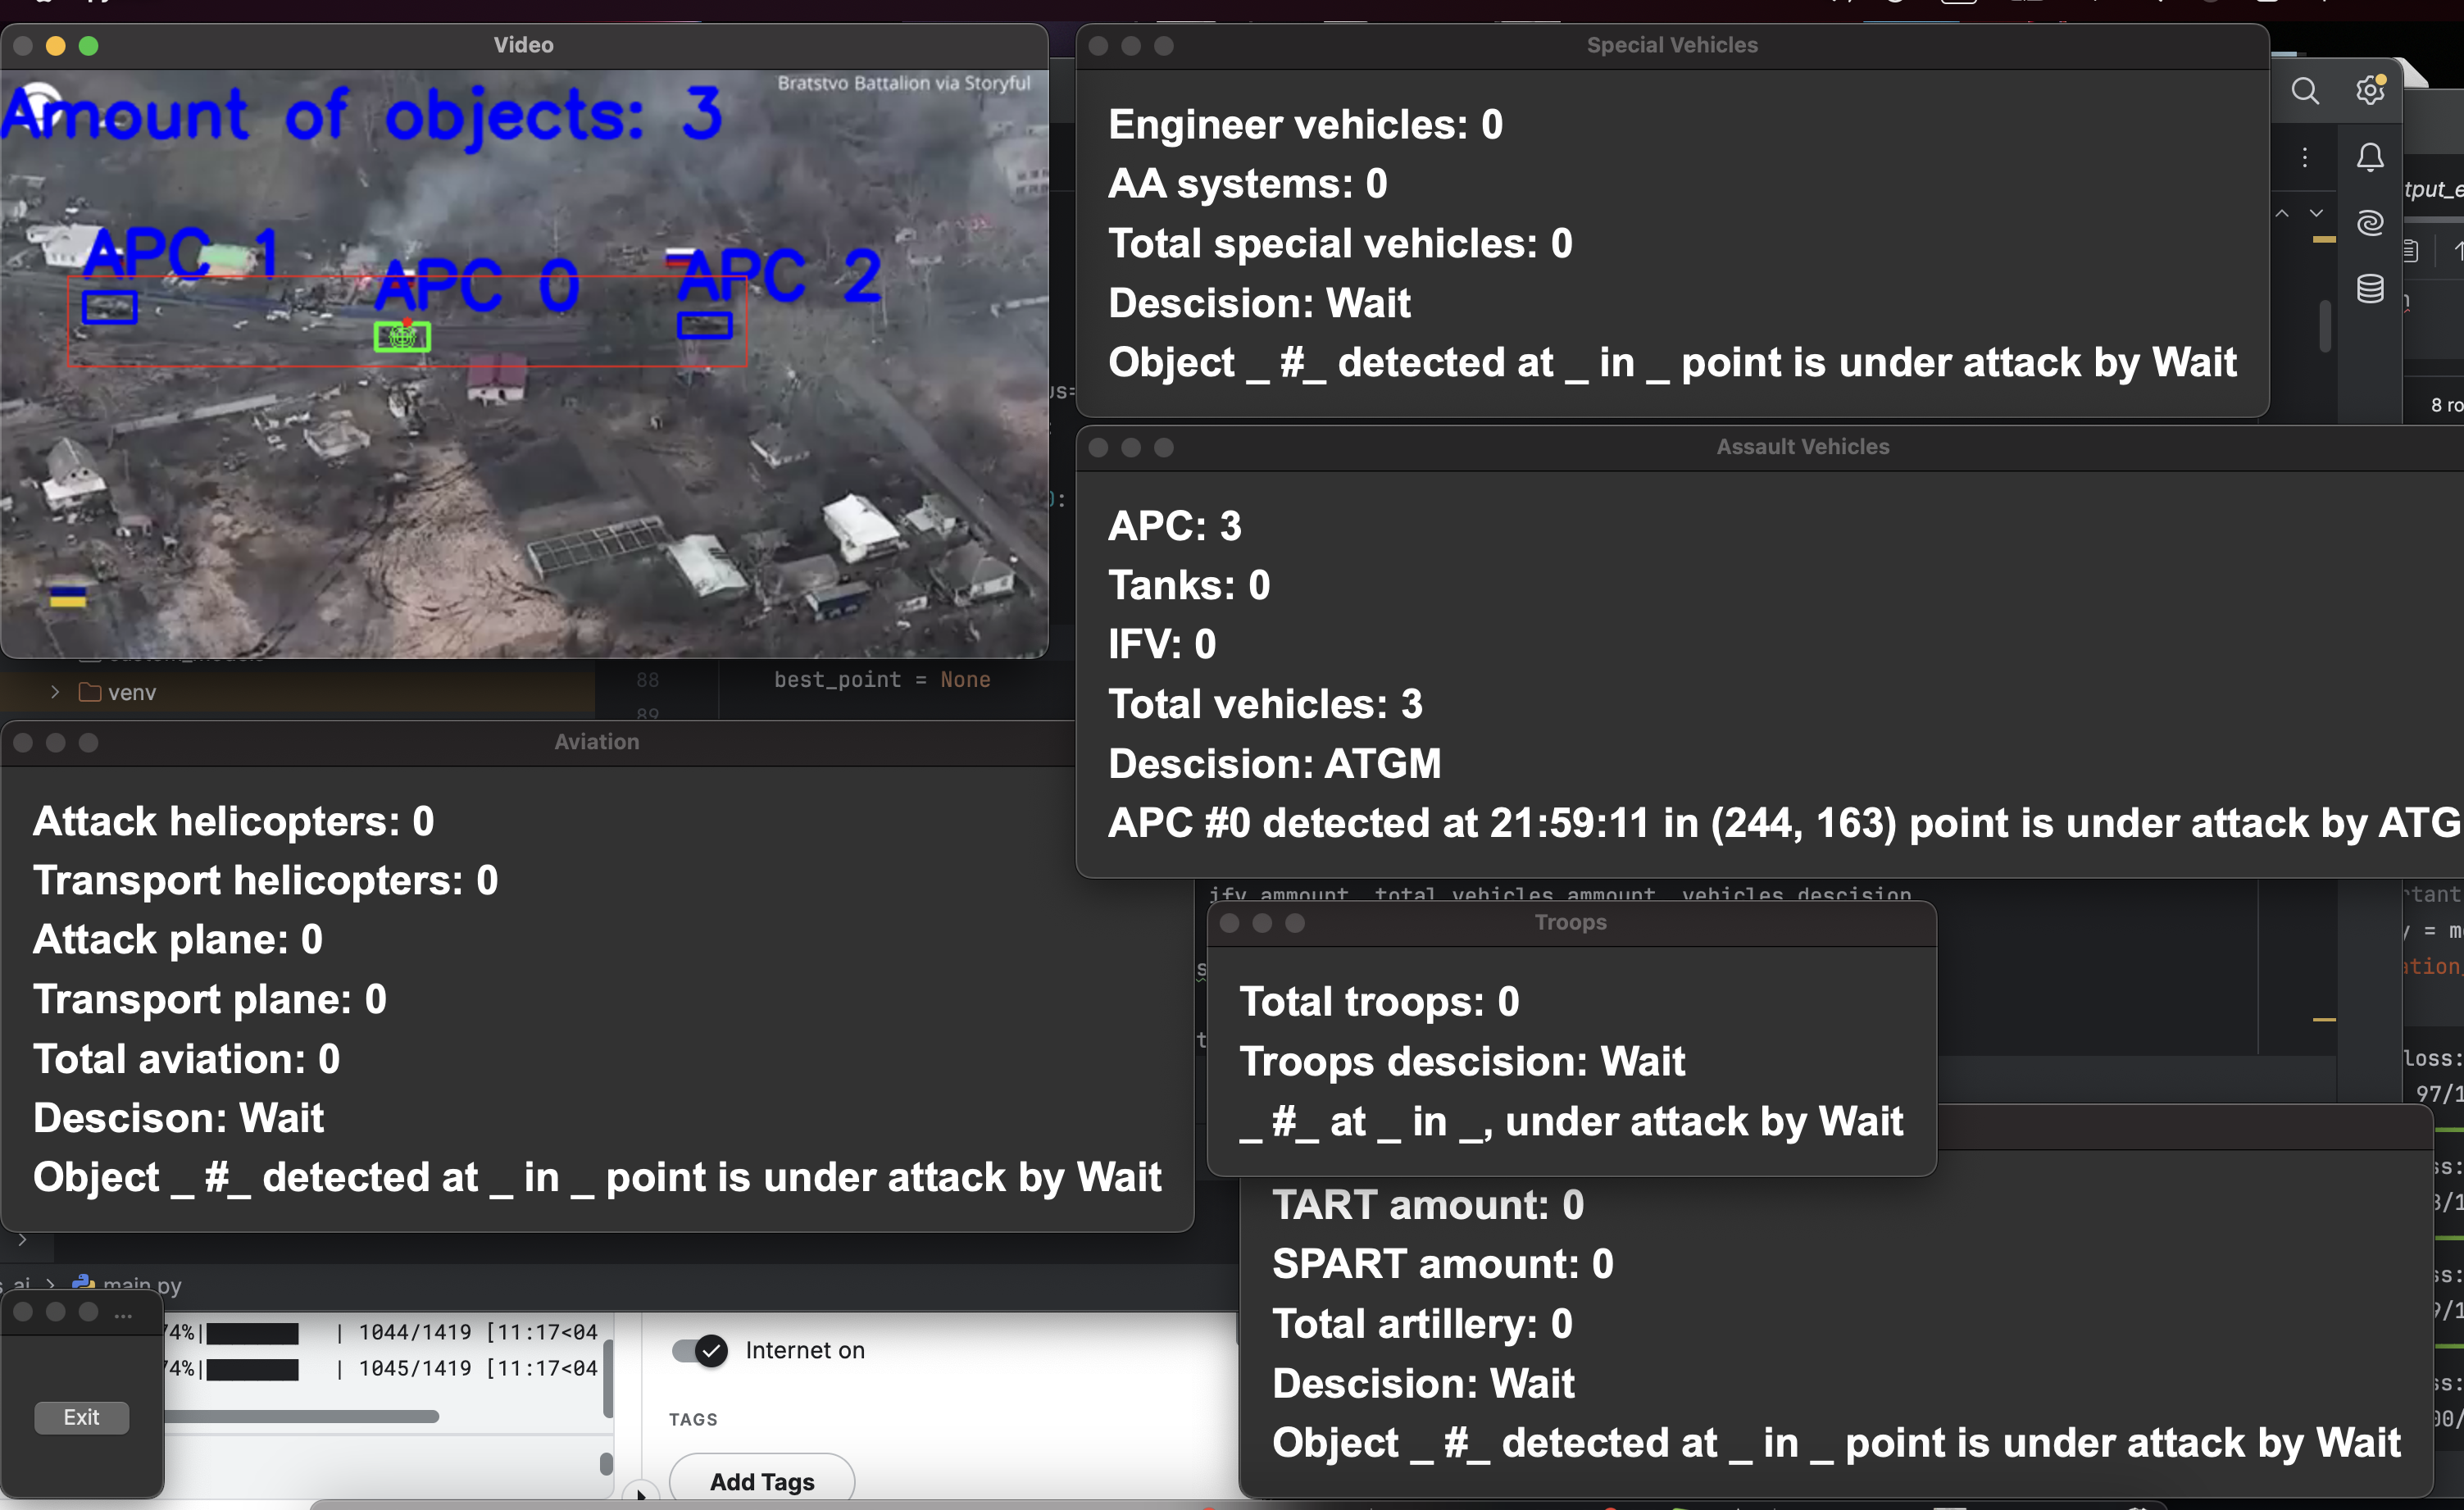 Video
Bratstvo Battalion via Storyful
Amount of objects: 3
APC 1
APC 0
APC 2
Special Vehicles
Engineer vehicles: 0
AA systems: 0
Total special vehicles: 0
Descision: Wait
Object _ #_ detected at _ in _ point is under attack by Wait
8 ro
Assault Vehicles
APC: 3
Tanks: 0
IFV: 0
Total vehicles: 3
Descision: ATGM
APC #0 detected at 21:59:11 in (244, 163) point is under attack by ATG
venv
88 best_point = None
89
Aviation
Attack helicopters: 0
Transport helicopters: 0
Attack plane: 0
Transport plane: 0
Total aviation: 0
Descison: Wait
Object _ #_ detected at _ in _ point is under attack by Wait
ify_ammount, total_vehicles_ammount, vehicles_descision
Troops
Total troops: 0
Troops descision: Wait
_ #_ at _ in _, under attack by Wait
loss:
97/1
TART amount: 0
SPART amount: 0
Total artillery: 0
Descision: Wait
Object _ #_ detected at _ in _ point is under attack by Wait
main.py
...
74%| | 1044/1419 [11:17<04
74%| | 1045/1419 [11:17<04
Exit
Internet on
TAGS
Add Tags